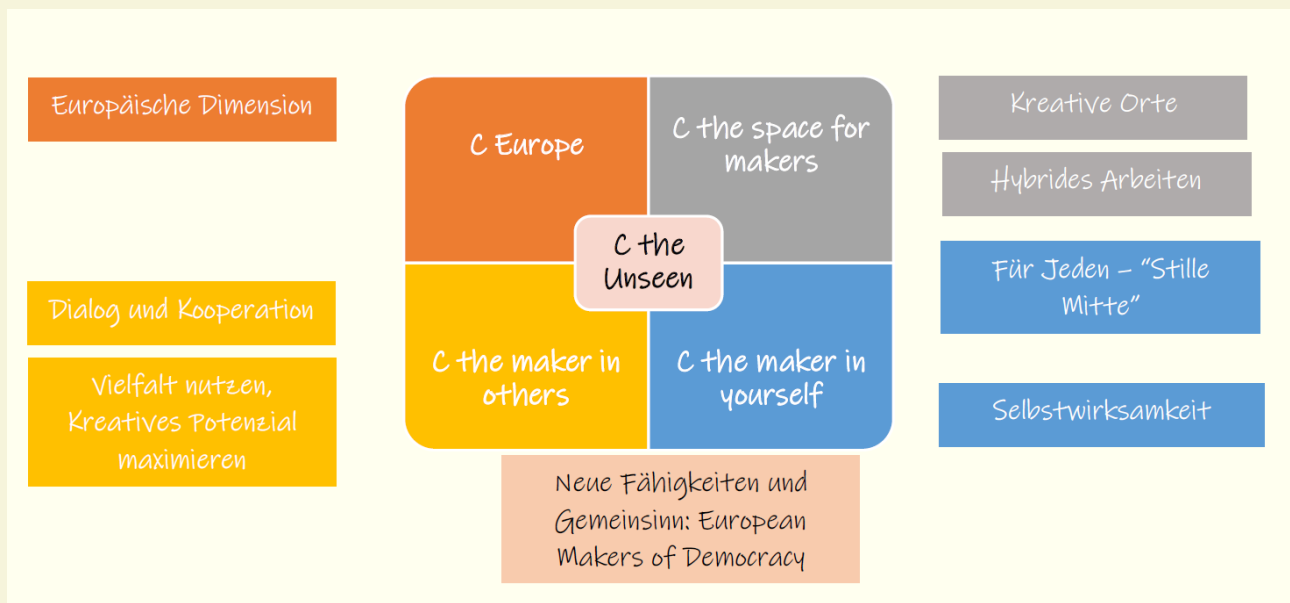 Europäische Dimension
Dialog und Kooperation
Vielfalt nutzen,
Kreatives Potenzial
maximieren
C Europe
C the space for
makers
C the
Unseen
C the maker in
others
C the maker in
yourself
Neue Fähigkeiten und
Gemeinsinn: European
Makers of Democracy
Kreative Orte
Hybrides Arbeiten
Für Jeden – “Stille
Mitte”
Selbstwirksamkeit